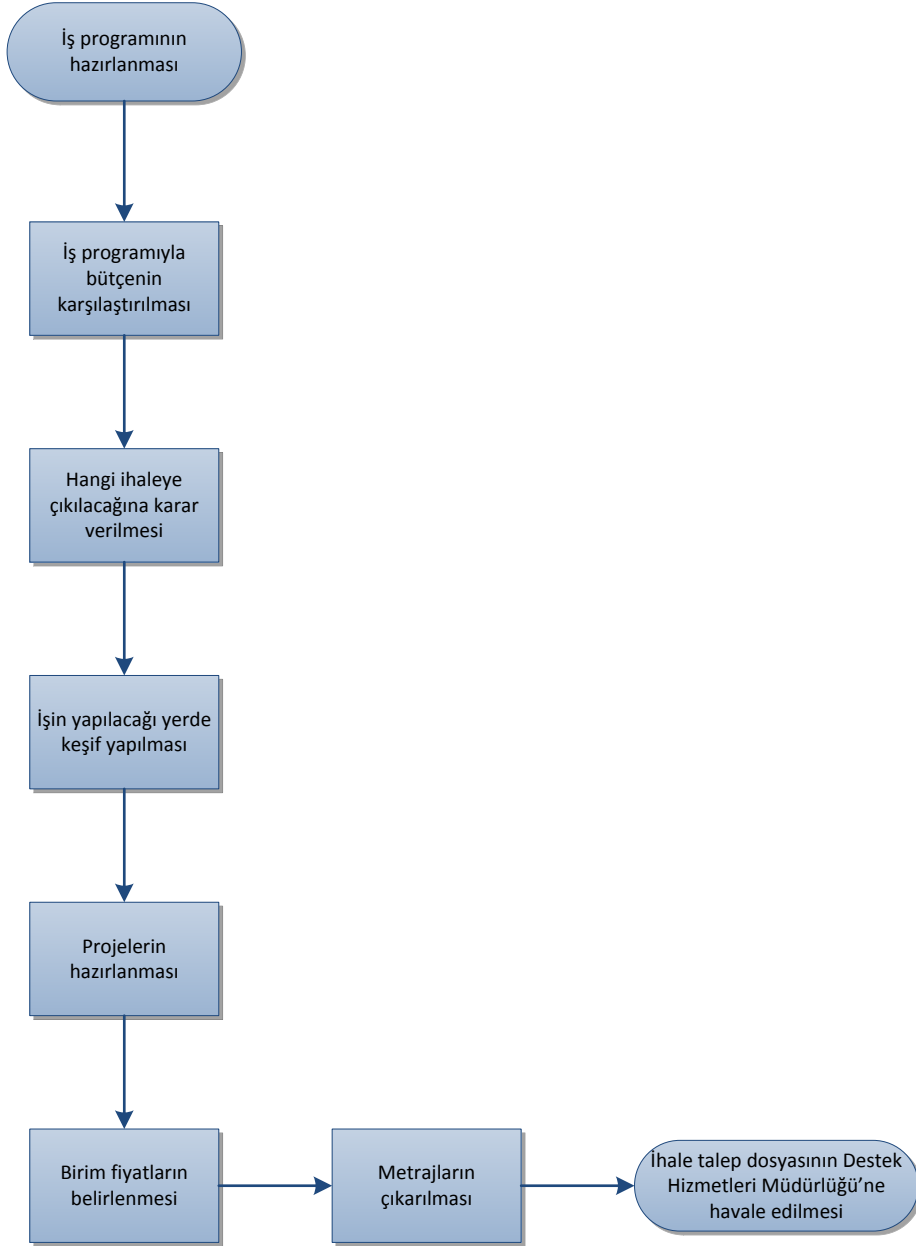 İş programının
hazırlanması
İş programıyla
bütçenin
karşılaştırılması
Hangi ihaleye
çıkılacağına karar
verilmesi
İşin yapılacağı yerde
keşif yapılması
Projelerin
hazırlanması
Birim fiyatların
belirlenmesi
Metrajların
çıkarılması
İhale talep dosyasının Destek
Hizmetleri Müdürlüğü’ne
havale edilmesi